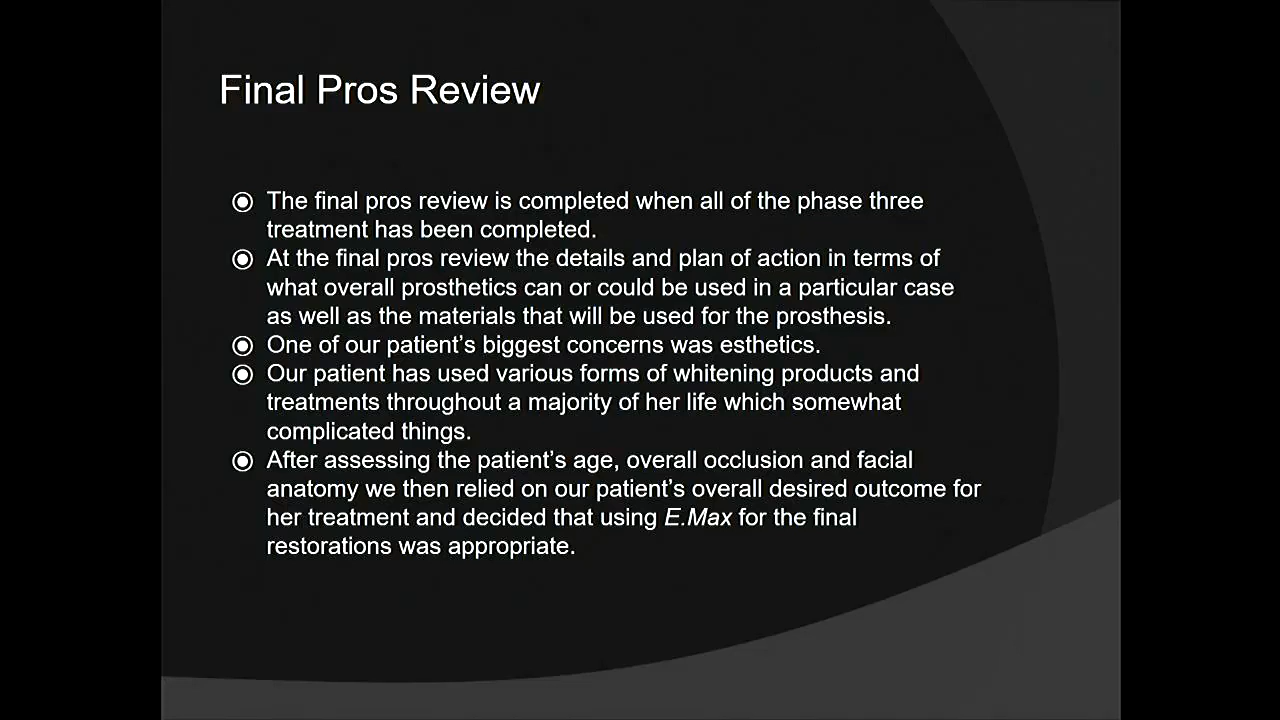 Final Pros Review
The final pros review is completed when all of the phase three
treatment has been completed.
At the final pros review the details and plan of action in terms of
what overall prosthetics can or could be used in a particular case
as well as the materials that will be used for the prosthesis.
One of our patient’s biggest concerns was esthetics.
Our patient has used various forms of whitening products and
treatments throughout a majority of her life which somewhat
complicated things.
After assessing the patient’s age, overall occlusion and facial
anatomy we then relied on our patient’s overall desired outcome for
her treatment and decided that using E.Max for the final
restorations was appropriate.